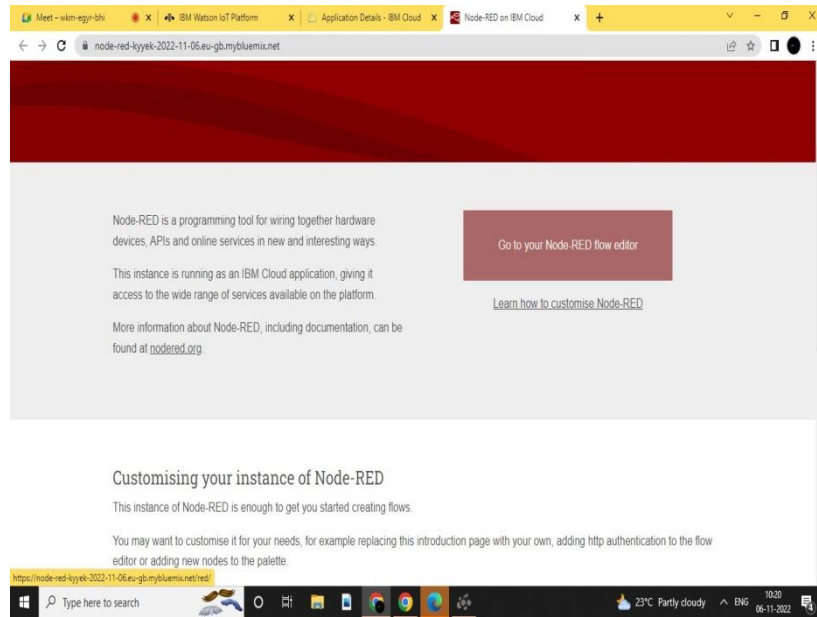 Meet – wkm-egyr-bhi
IBM Watson IoT Platform
Application Details - IBM Cloud
Node-RED on IBM Cloud
node-red-kyyek-2022-11-06.eu-gb.mybluemix.net
Node-RED is a programming tool for wiring together hardware
devices, APIs and online services in new and interesting ways.
This instance is running as an IBM Cloud application, giving it
access to the wide range of services available on the platform.
More information about Node-RED, including documentation, can be
found at nodered.org.
Go to your Node-RED flow editor
Learn how to customise Node-RED
Customising your instance of Node-RED
This instance of Node-RED is enough to get you started creating flows.
You may want to customise it for your needs, for example replacing this introduction page with your own, adding http authentication to the flow
editor or adding new nodes to the palette.
https://node-red-kyyek-2022-11-06.eu-gb.mybluemix.net/red/
Type here to search
23°C Partly cloudy
ENG
10:20
06-11-2022
4